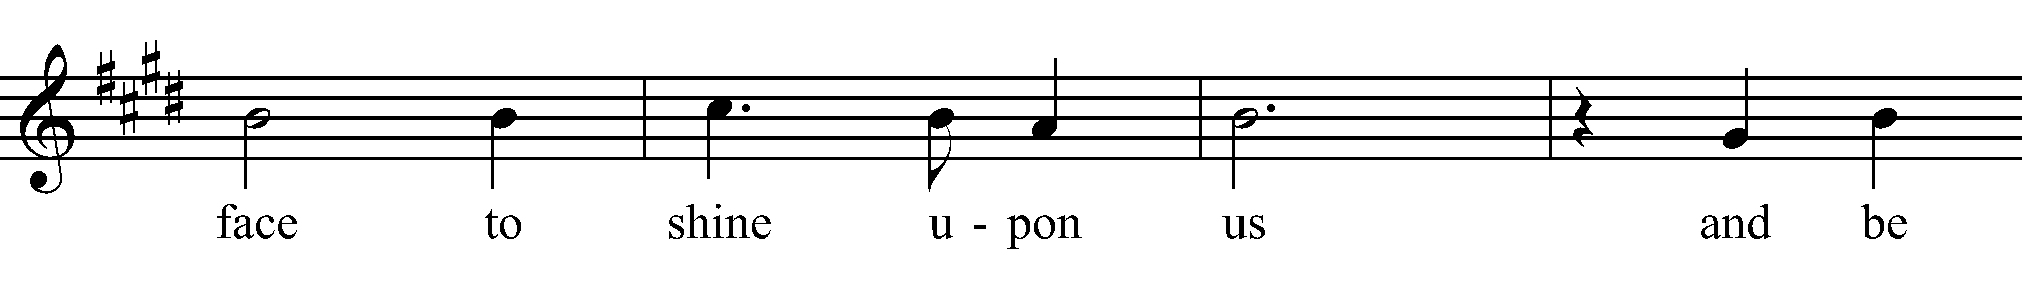 face to shine u - pon us and be